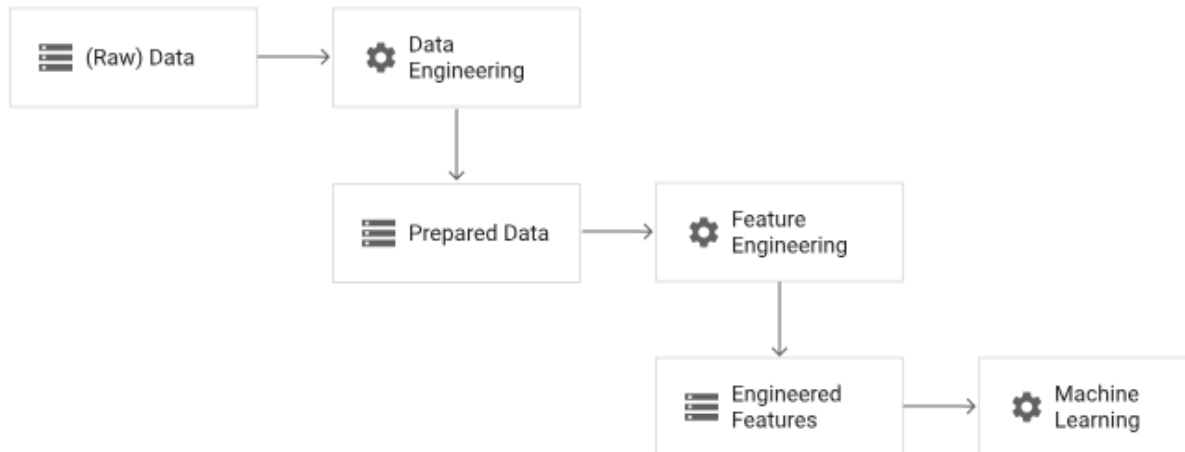 (Raw) Data
Data
Engineering
Prepared Data
Feature
Engineering
Engineered
Features
Machine
Learning